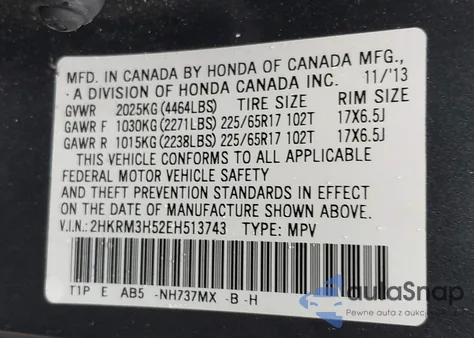 MFD. IN CANADA BY HONDA OF CANADA MFG.,
A DIVISION OF HONDA CANADA INC. 11/'13
GVWR 2025KG (4464LBS) TIRE SIZE RIM SIZE
GAWR F 1030KG (2271LBS) 225/65R17 102T 17X6.5J
GAWR R 1015KG (2238LBS) 225/65R17 102T 17X6.5J
THIS VEHICLE CONFORMS TO ALL APPLICABLE
FEDERAL MOTOR VEHICLE SAFETY
AND THEFT PREVENTION STANDARDS IN EFFECT
ON THE DATE OF MANUFACTURE SHOWN ABOVE.
V.I.N.: 2HKRM3H52EH513743 TYPE: MPV
T1P E AB5 -NH737MX -B -H
aulaSnap
Pewne auta z aukcji